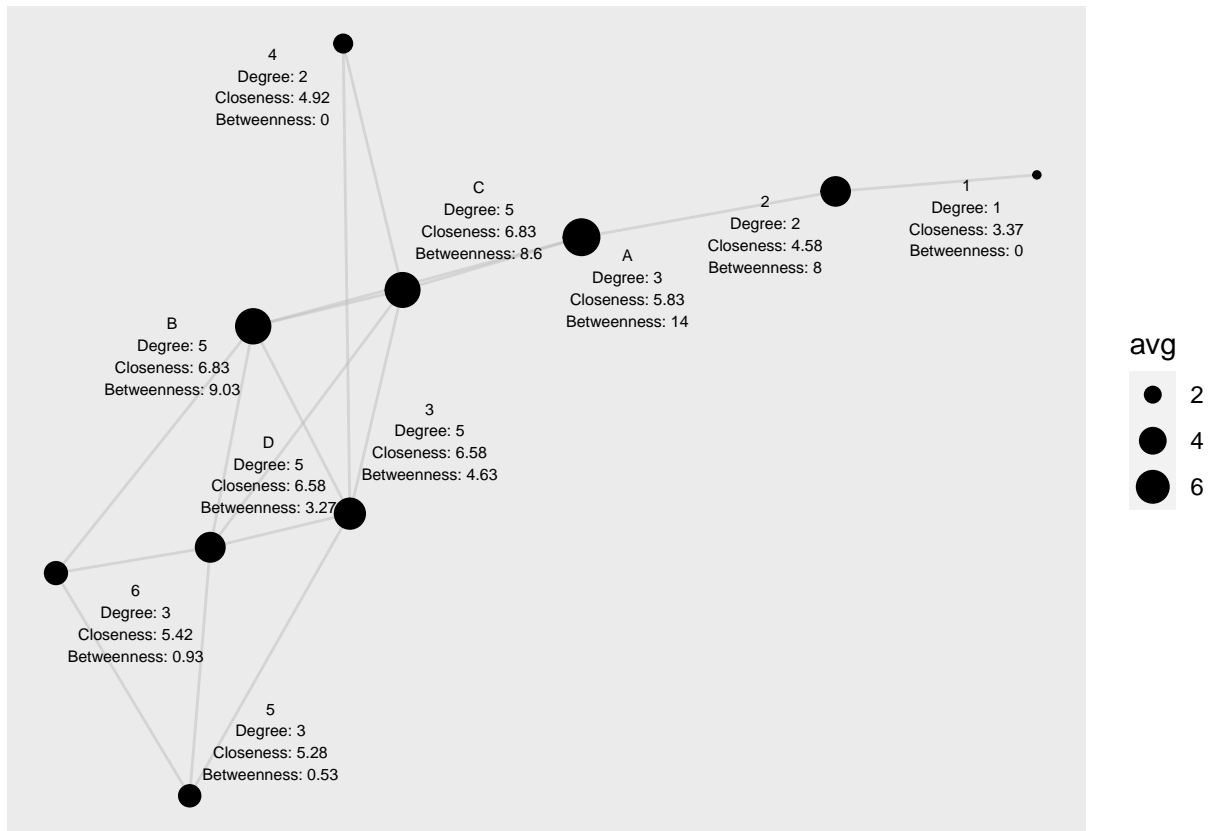 4
Degree: 2
Closeness: 4.92
Betweenness: 0
C
Degree: 5
Closeness: 6.83
Betweenness: 8.6
1
Degree: 1
Closeness: 3.37
Betweenness: 0
2
Degree: 2
Closeness: 4.58
Betweenness: 8
A
Degree: 3
Closeness: 5.83
Betweenness: 14
B
Degree: 5
Closeness: 6.83
Betweenness: 9.03
3
Degree: 5
Closeness: 6.58
Betweenness: 4.63
D
Degree: 5
Closeness: 6.58
Betweenness: 3.27
6
Degree: 3
Closeness: 5.42
Betweenness: 0.93
5
Degree: 3
Closeness: 5.28
Betweenness: 0.53
avg
2
4
6